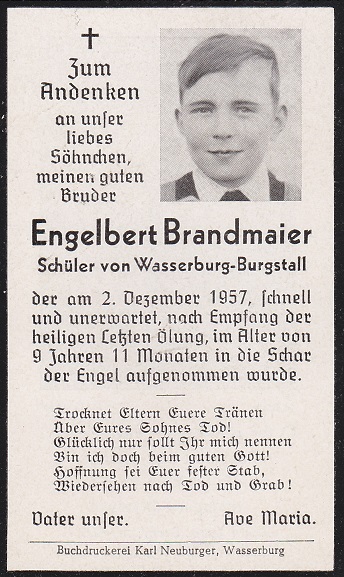 Zum
Andenken
an unser
liebes
Söhnchen,
meinen guten
Bruder
Engelbert Brandmaier
Schüler von Wasserburg-Burgstall
der am 2. Dezember 1957, schnell
und unerwartet, nach Empfang der
heiligen Letzten Ölung, im Alter von
9 Jahren 11 Monaten in die Schar
der Engel aufgenommen wurde.
Trocknet Eltern Euere Tränen
Über Eures Sohnes Tod!
Glücklich nur sollt Ihr mich nennen
Bin ich doch beim guten Gott!
Hoffnung sei Euer fester Stab,
Wiedersehen nach Tod und Grab!
Vater unser. Ave Maria.
Buchdruckerei Karl Neuburger, Wasserburg